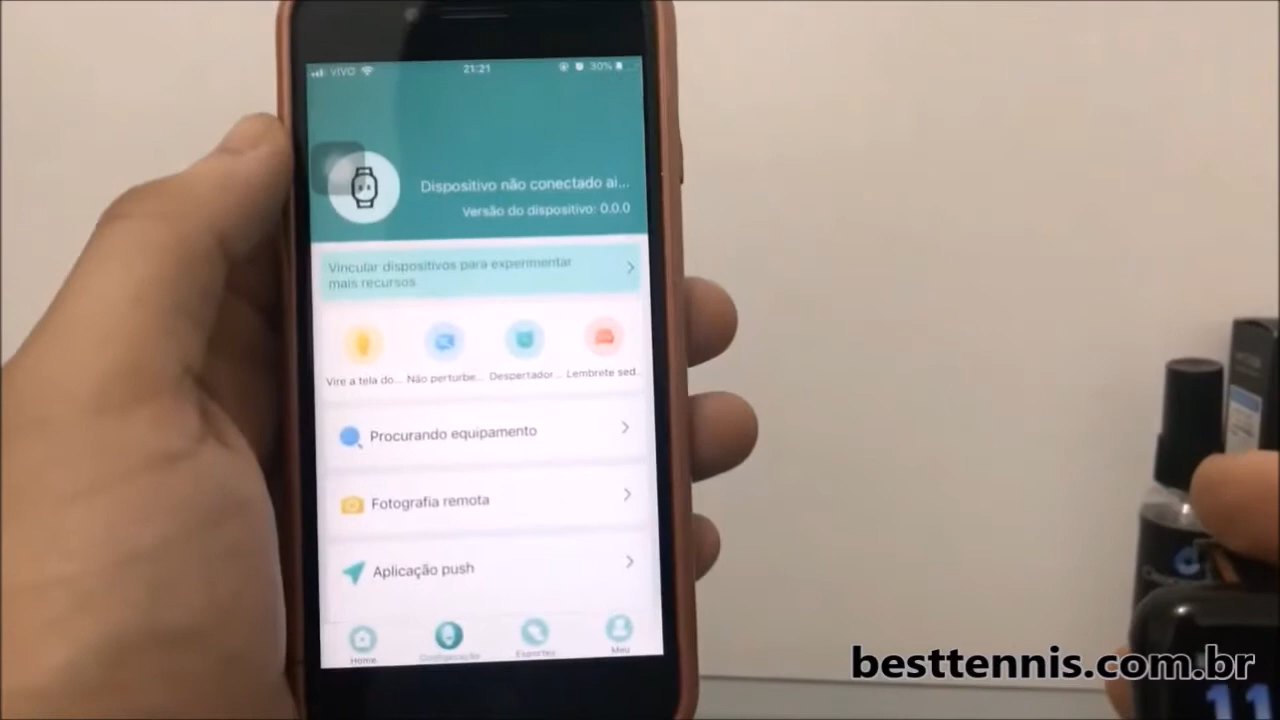 VIVO
21:21
30%
Dispositivo não conectado ai...
Versão do dispositivo: 0.0.0
Vincular dispositivos para experimentar
mais recursos
Vire a tela do... Não perturbe... Despertador... Lembrete sed...
Procurando equipamento
Fotografia remota
Aplicação push
Home Configuração Esportes Meu
besttennis.com.br
11